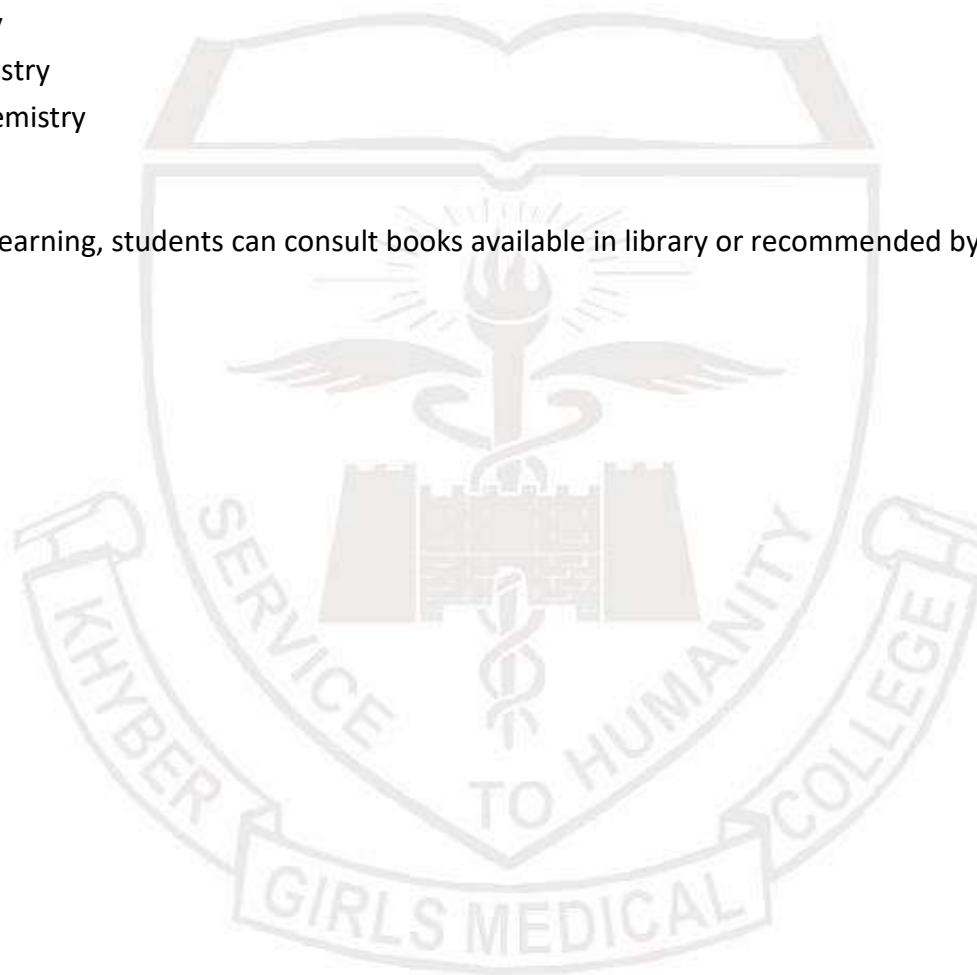 y
stry
emistry
earning, students can consult books available in library or recommended by
SERVICE TO HUMANITY
KHYBER GIRLS MEDICAL COLLEGE